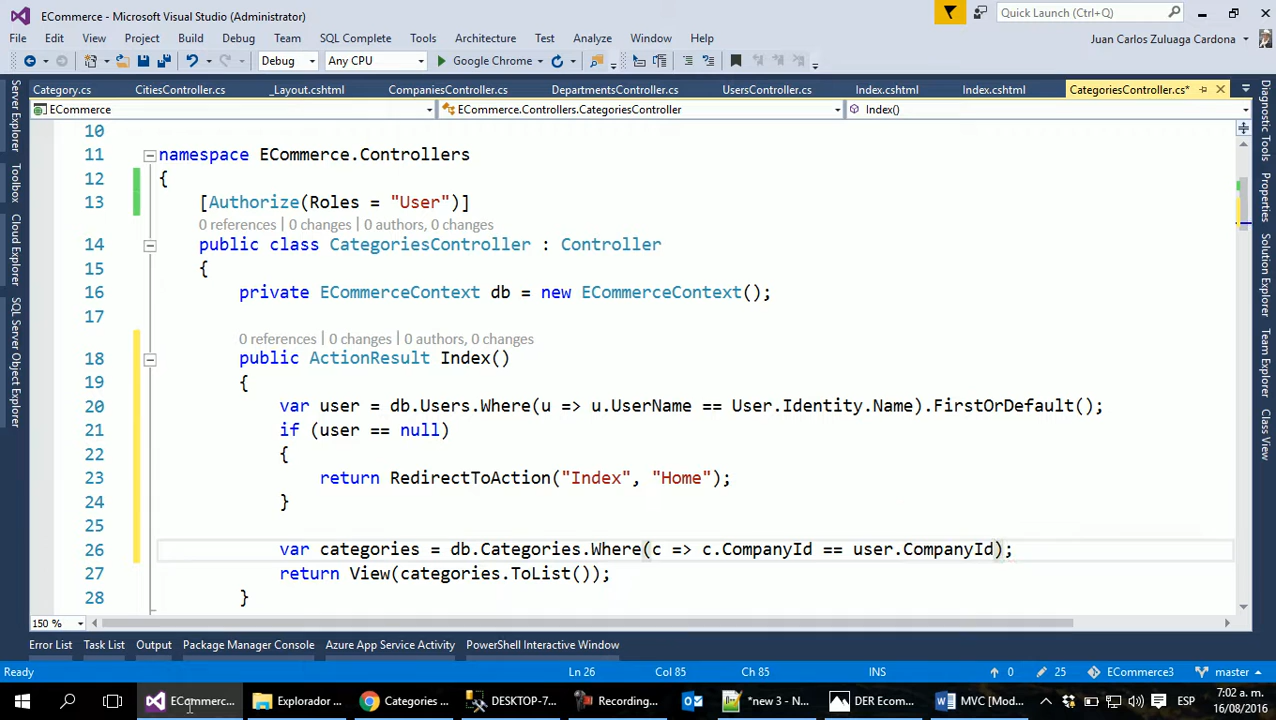 ECommerce - Microsoft Visual Studio (Administrator)
Quick Launch (Ctrl+Q)
File Edit View Project Build Debug Team SQL Complete Tools Architecture Test Analyze Window Help
Juan Carlos Zuluaga Cardona
Debug Any CPU Google Chrome
Category.cs CitiesController.cs _Layout.cshtml CompaniesController.cs DepartmentsController.cs UsersController.cs Index.cshtml Index.cshtml CategoriesController.cs*
ECommerce ECommerce.Controllers.CategoriesController Index()
Server Explorer
Toolbox
Cloud Explorer
SQL Server Object Explorer
Diagnostic Tools
Properties
Solution Explorer
Team Explorer
Class View
10
11 namespace ECommerce.Controllers
12 {
13 [Authorize(Roles = "User")]
0 references | 0 changes | 0 authors, 0 changes
14 public class CategoriesController : Controller
15 {
16 private ECommerceContext db = new ECommerceContext();
17
0 references | 0 changes | 0 authors, 0 changes
18 public ActionResult Index()
19 {
20 var user = db.Users.Where(u => u.UserName == User.Identity.Name).FirstOrDefault();
21 if (user == null)
22 {
23 return RedirectToAction("Index", "Home");
24 }
25
26 var categories = db.Categories.Where(c => c.CompanyId == user.CompanyId);
27 return View(categories.ToList());
28 }
150 %
Error List Task List Output Package Manager Console Azure App Service Activity PowerShell Interactive Window
Ready Ln 26 Col 85 Ch 85 INS 0 25 ECommerce3 master
ECommerc... Explorador ... Categories ... DESKTOP-7... Recording... *new 3 - N... DER Ecom... MVC [Mod... ESP 7:02 a. m.
16/08/2016